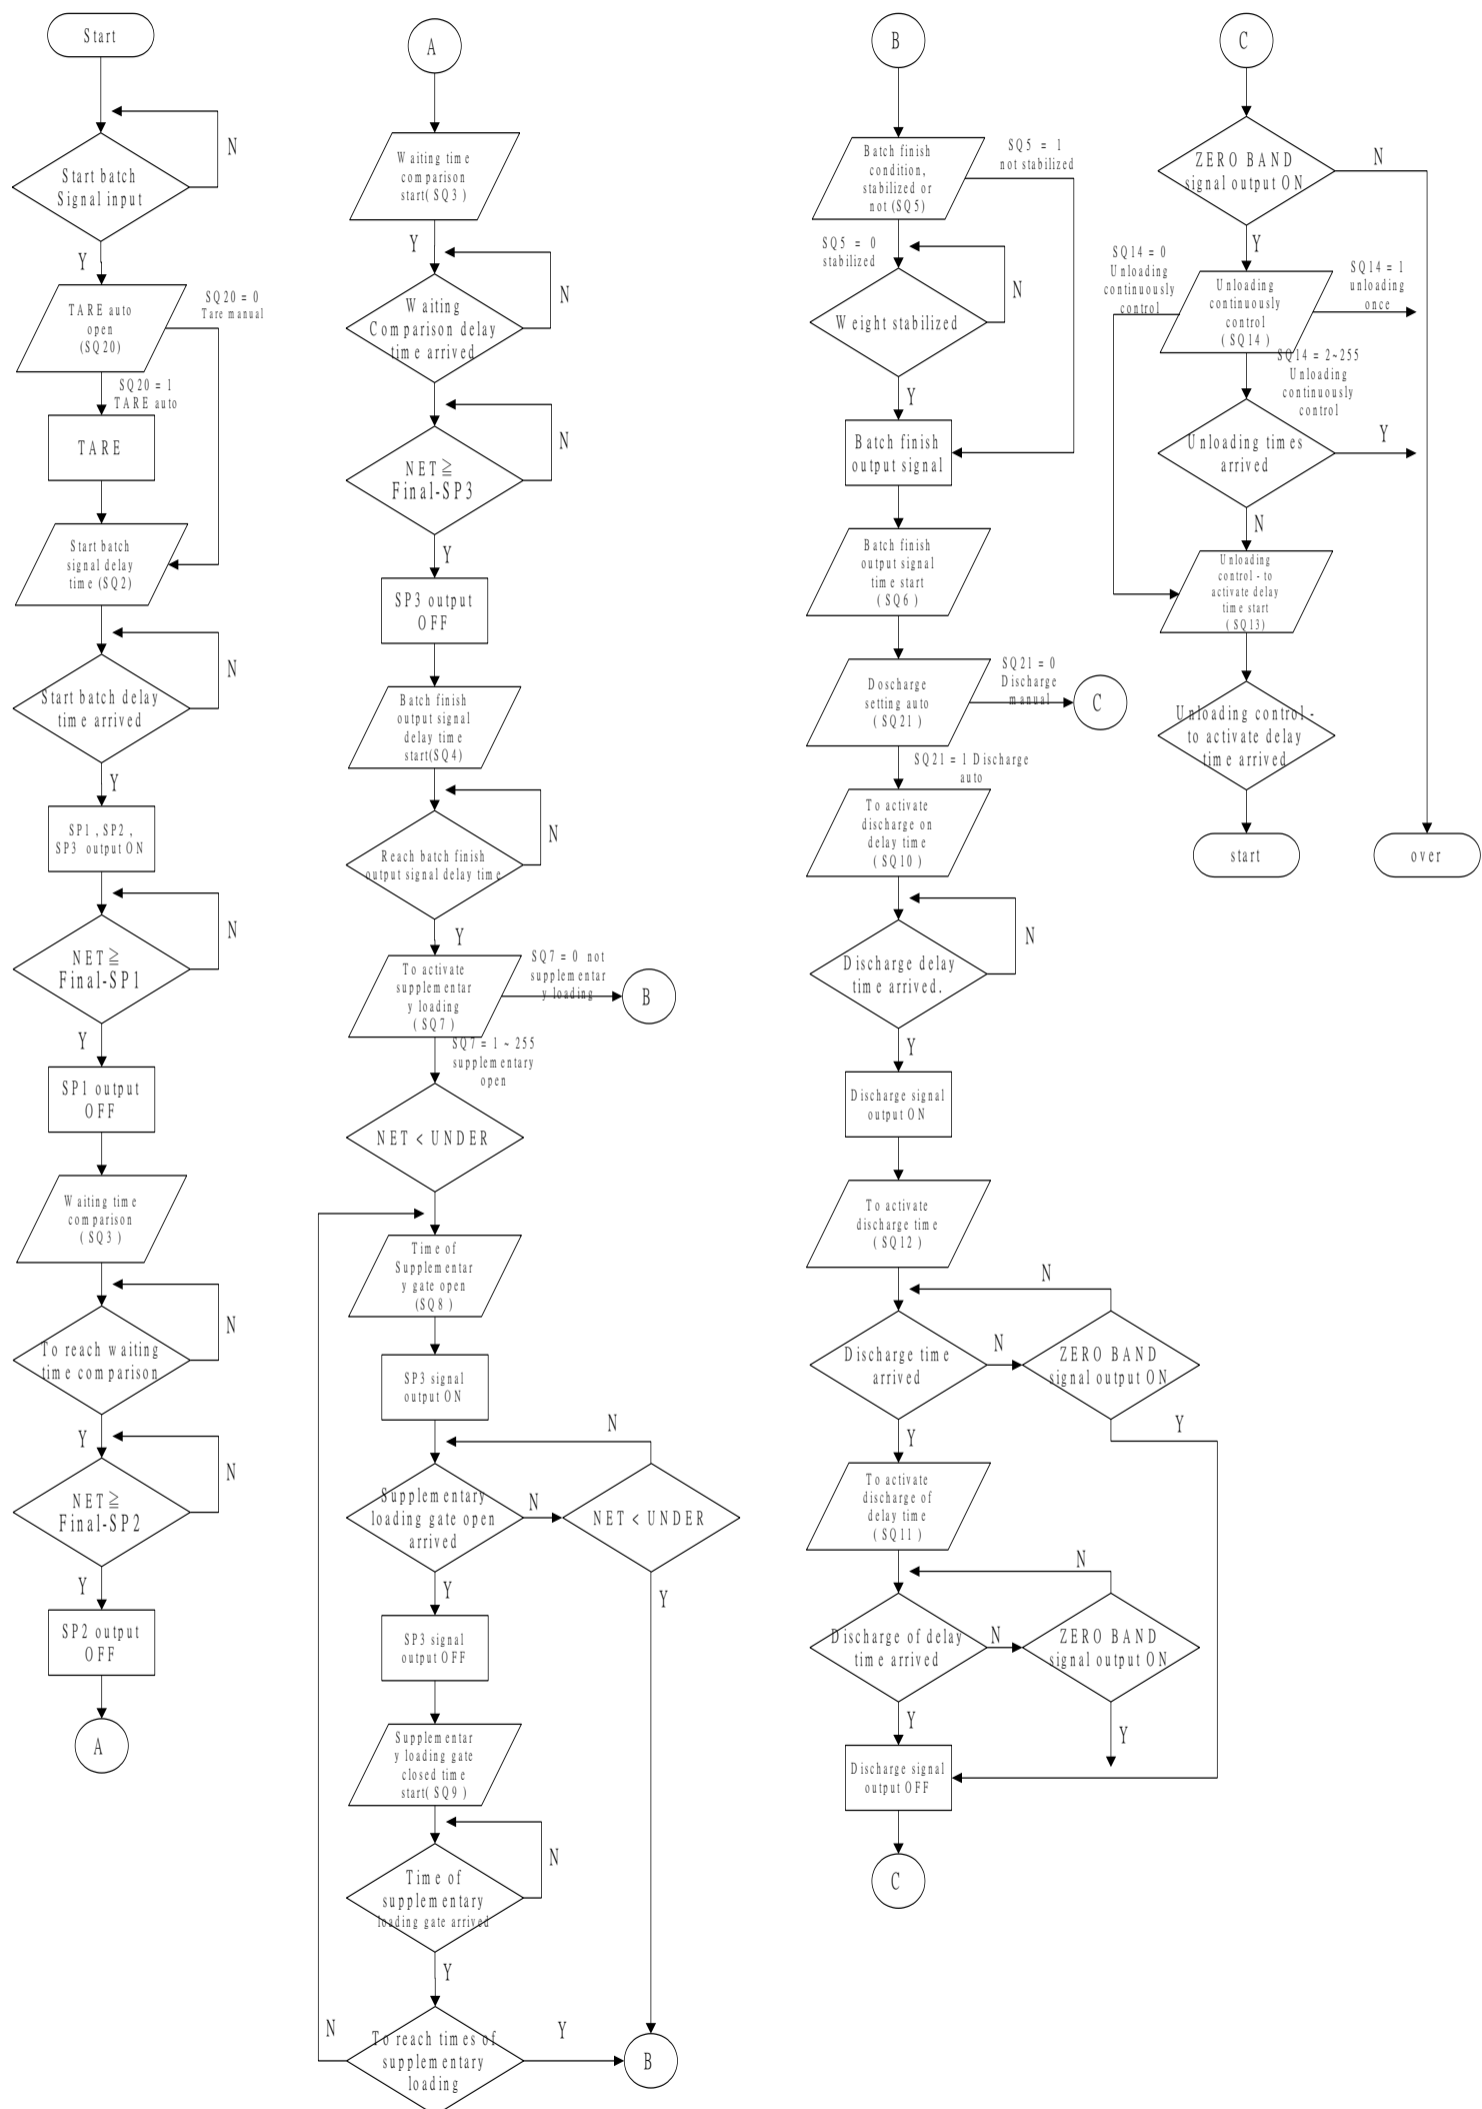 Start
N
Start batch
Signal input
Y
TARE auto
open
(SQ20)
SQ20 = 0
Tare manual
SQ20 = 1
TARE auto
TARE
Start batch
signal delay
time (SQ2)
N
Start batch delay
time arrived
Y
SP1 , SP2 ,
SP3 output ON
N
NET≧
Final-SP1
Y
SP1 output
OFF
Waiting time
comparison
( SQ3 )
N
To reach waiting
time comparison
Y
N
NET≧
Final-SP2
Y
SP2 output
OFF
A
A
Waiting time
comparison
start( SQ3 )
Y
N
Waiting
Comparison delay
time arrived
N
NET≧
Final-SP3
Y
SP3 output
OFF
Batch finish
output signal
delay time
start(SQ4)
N
Reach batch finish
output signal delay time
Y
To activate
supplementar
y loading
( SQ7 )
SQ7 = 0 not
supplementar
y loading
B
SQ7 = 1 ~ 255
supplementary
open
NET < UNDER
Time of
Supplementar
y gate open
(SQ8 )
SP3 signal
output ON
N
Supplementary
loading gate open
arrived
N
NET < UNDER
Y
Y
SP3 signal
output OFF
Supplementar
y loading gate
closed time
start( SQ9 )
N
Time of
supplementary
loading gate arrived
Y
N
To reach times of
supplementary
loading
Y
B
B
Batch finish
condition,
stabilized or
not (SQ5)
SQ5 = 1
not stabilized
SQ5 = 0
stabilized
N
Weight stabilized
Y
Batch finish
output signal
Batch finish
output signal
time start
( SQ6 )
Doscharge
setting auto
( SQ21 )
SQ21 = 0
Discharge
manual
C
SQ21 = 1 Discharge
auto
To activate
discharge on
delay time
( SQ10 )
N
Discharge delay
time arrived.
Y
Discharge signal
output ON
To activate
discharge time
( SQ12 )
N
Discharge time
arrived
N
ZERO BAND
signal output ON
Y
Y
To activate
discharge of
delay time
( SQ11 )
N
Discharge of delay
time arrived
N
ZERO BAND
signal output ON
Y
Y
Discharge signal
output OFF
C
C
ZERO BAND
signal output ON
N
Y
SQ14 = 0
Unloading
continuously
control
Unloading
continuously
control
( SQ14 )
SQ14 = 1
unloading
once
SQ14 = 2~255
Unloading
continuously
control
Unloading times
arrived
Y
N
Unloading
control - to
activate delay
time start
( SQ13)
Unloading control -
to activate delay
time arrived
start
over